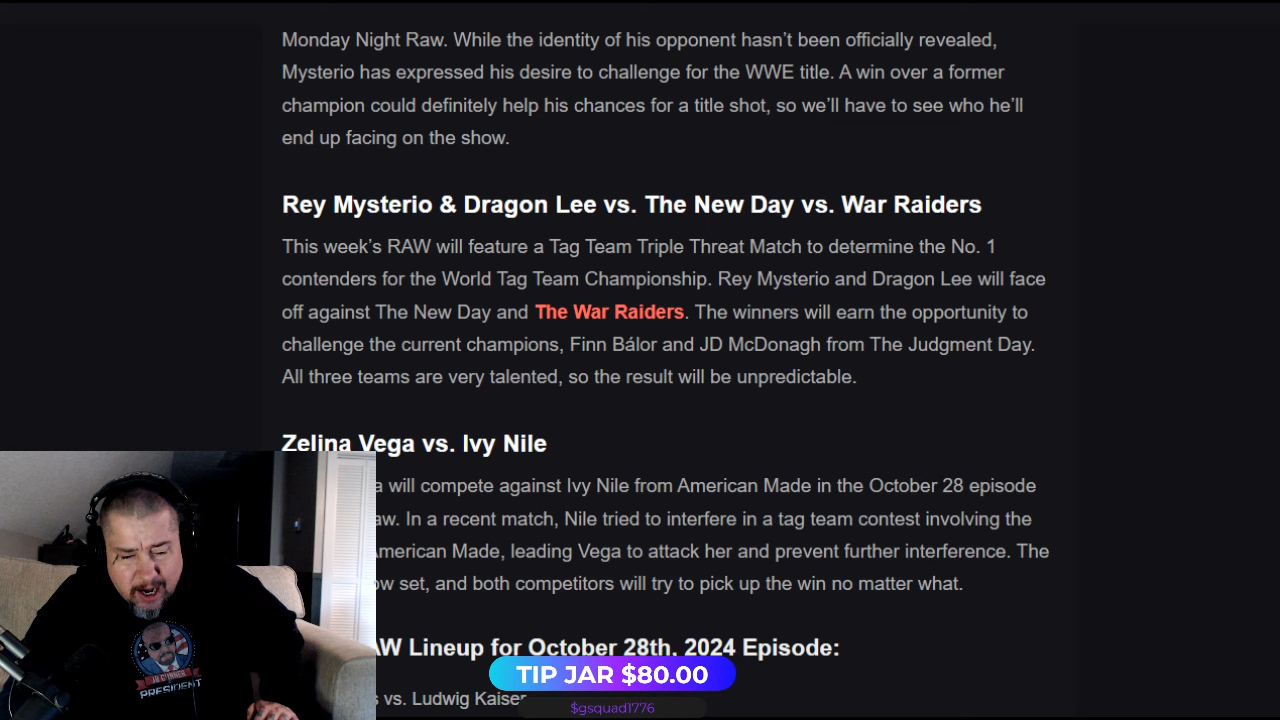 Monday Night Raw. While the identity of his opponent hasn’t been officially revealed,
Mysterio has expressed his desire to challenge for the WWE title. A win over a former
champion could definitely help his chances for a title shot, so we’ll have to see who he’ll
end up facing on the show.
Rey Mysterio & Dragon Lee vs. The New Day vs. War Raiders
This week’s RAW will feature a Tag Team Triple Threat Match to determine the No. 1
contenders for the World Tag Team Championship. Rey Mysterio and Dragon Lee will face
off against The New Day and The War Raiders. The winners will earn the opportunity to
challenge the current champions, Finn Bálor and JD McDonagh from The Judgment Day.
All three teams are very talented, so the result will be unpredictable.
Zelina Vega vs. Ivy Nile
a will compete against Ivy Nile from American Made in the October 28 episode
aw. In a recent match, Nile tried to interfere in a tag team contest involving the
American Made, leading Vega to attack her and prevent further interference. The
ow set, and both competitors will try to pick up the win no matter what.
AW Lineup for October 28th, 2024 Episode:
s vs. Ludwig Kaiser
TIP JAR $80.00
$gsquad1776
PRESIDENT